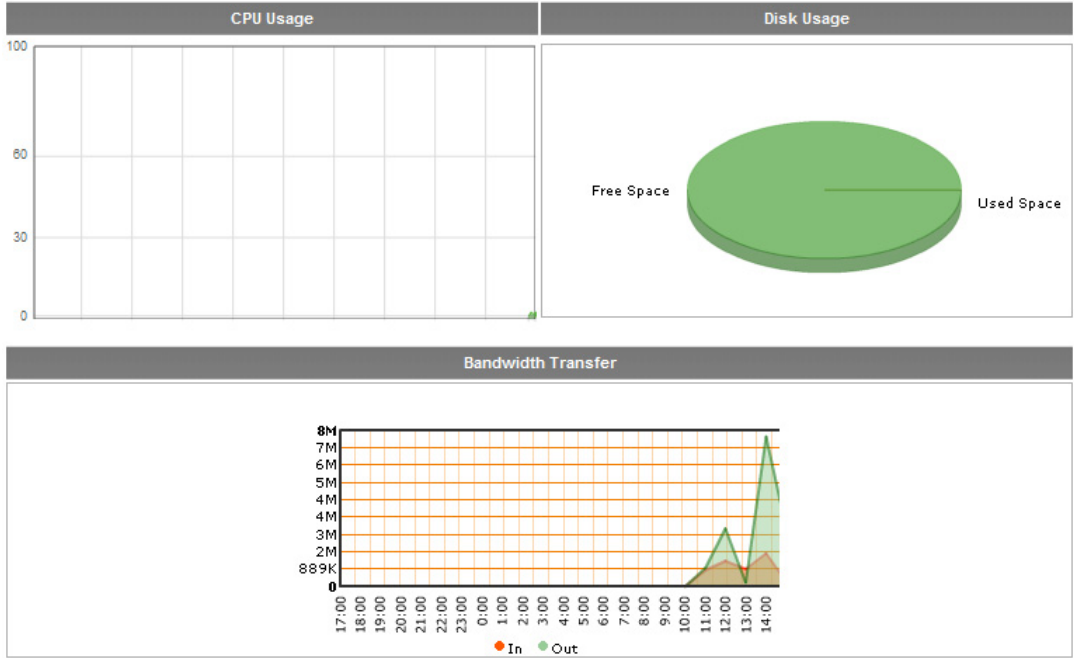 CPU Usage
Disk Usage
100
60
30
0
Free Space
Used Space
Bandwidth Transfer
8M
7M
6M
5M
4M
4M
3M
2M
889K
0
17:00
18:00
19:00
20:00
21:00
22:00
23:00
0:00
1:00
2:00
3:00
4:00
5:00
6:00
7:00
8:00
9:00
10:00
11:00
12:00
13:00
14:00
In
Out